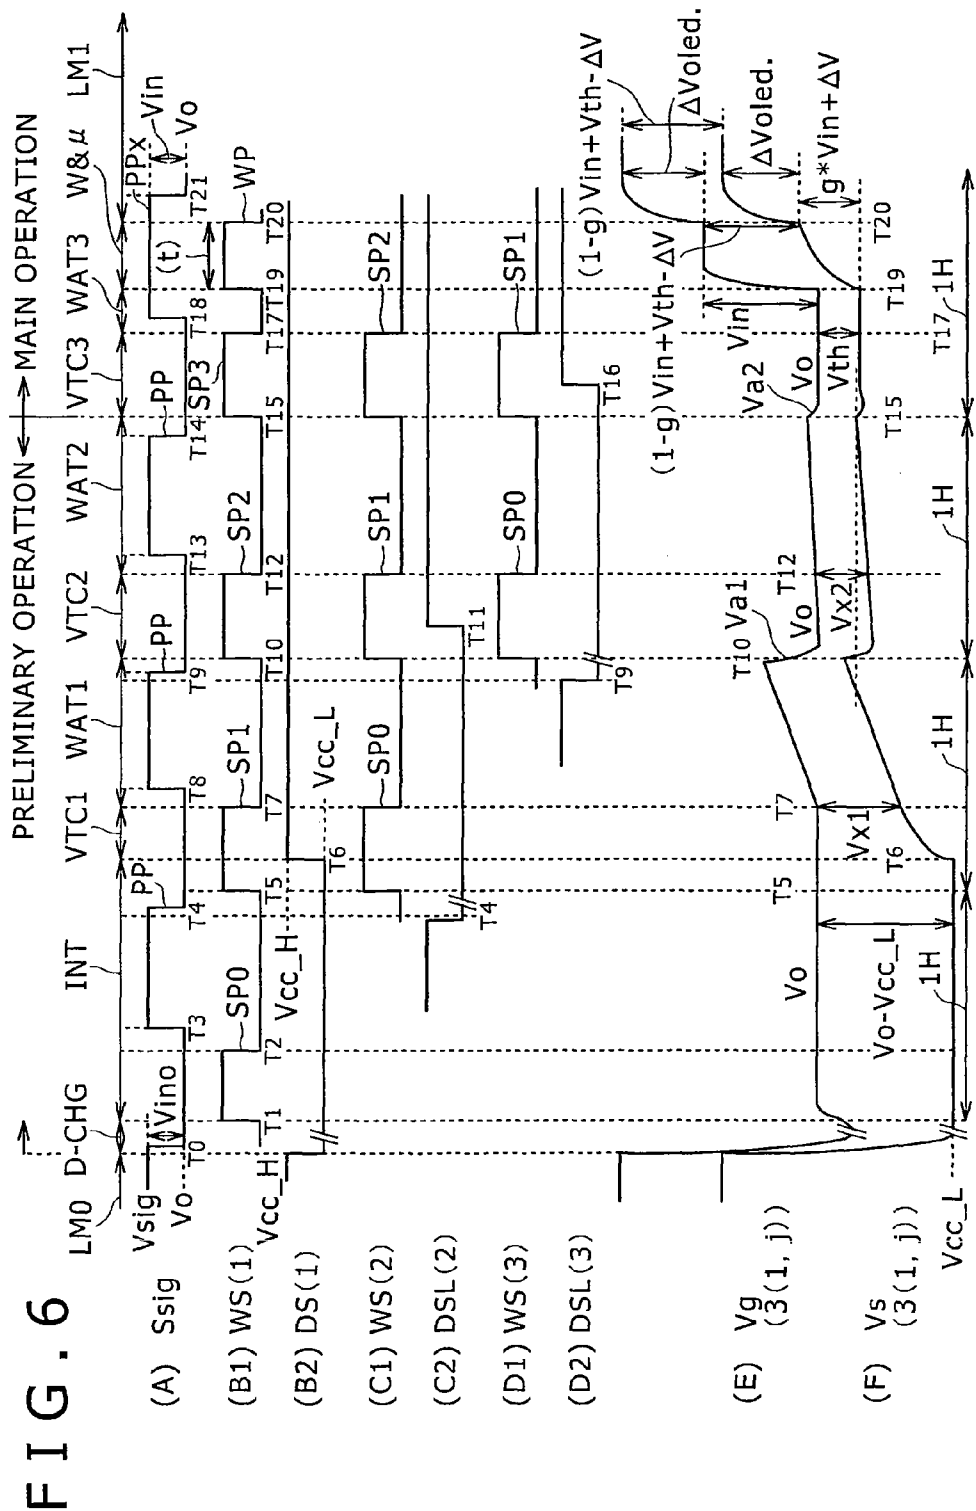 FIG. 6
PRELIMINARY OPERATION MAIN OPERATION
LM0 D-CHG INT VTC1 WAT1 VTC2 WAT2 VTC3 WAT3 W&μ LM1
(A) Ssig
Vsig
Vo
Vino
PP
PP
PP
PPx
Vin
Vo
T0 T3 T4 T8 T9 T13 T14 T18 T21
(B1) WS(1)
SP0
SP1
SP2
SP3
(t)
WP
T1 T2 T5 T7 T10 T12 T15 T17 T19 T20
(B2) DS(1)
Vcc_H
Vcc_H
T6
Vcc_L
(C1) WS(2)
SP0
SP1
SP2
(C2) DSL(2)
T4
T11
(D1) WS(3)
SP0
SP1
(D2) DSL(3)
T9
T16
(1-g)Vin+Vth-ΔV
ΔVoled.
ΔVoled.
g*Vin+ΔV
(1-g)Vin+Vth-ΔV
(E) Vg
(3(1,j))
Vo
T5
T7
T10
Va1
Vo
T12
Va2
Vo
Vin
Vth
(F) Vs
(3(1,j))
Vcc_L
Vo-Vcc_L
T6
Vx1
Vx2
T15 T17 T19 T20
1H 1H 1H 1H